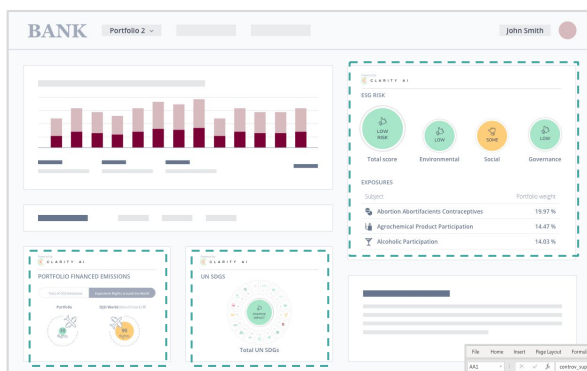 BANK
Portfolio 2
John Smith
CLARITY AI
ESG RISK
LOW
RISK
LOW
SOME
LOW
Total score
Environmental
Social
Governance
EXPOSURES
Subject
Portfolio weight
Abortion Abortifacients Contraceptives
19.97 %
Agrochemical Product Participation
14.47 %
Alcoholic Participation
14.03 %
CLARITY AI
PORTFOLIO FINANCED EMISSIONS
Portfolio
CLARITY AI
UN SDGS
Total UN SDGs
File Home Insert Page Layout Formul
AA1